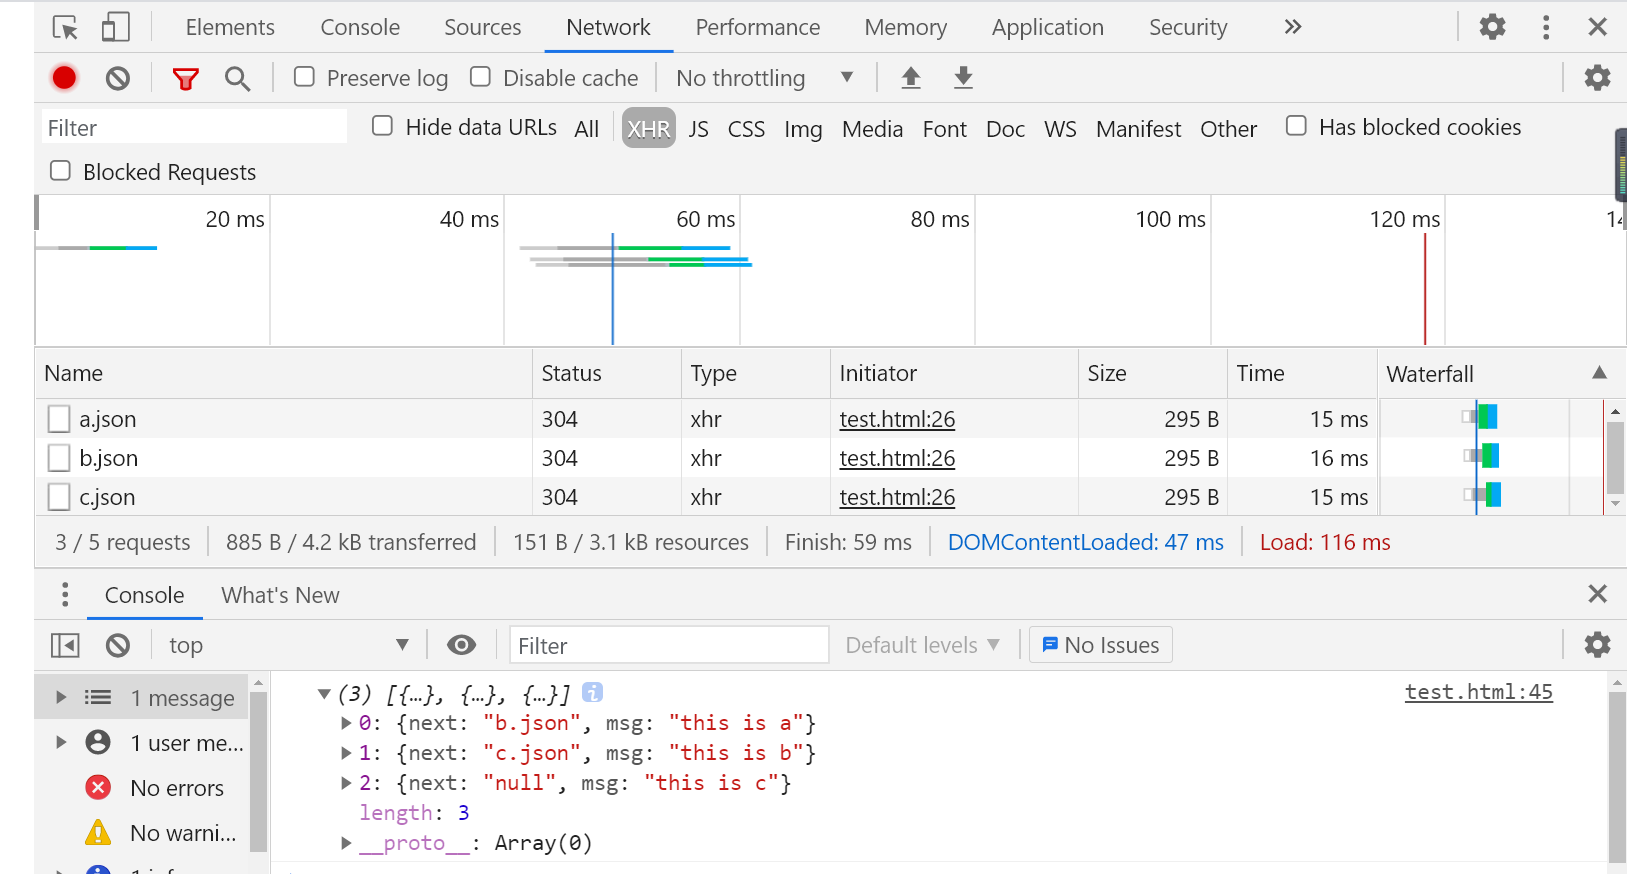 Elements Console Sources Network Performance Memory Application Security »
Preserve log Disable cache No throttling
Filter Hide data URLs All XHR JS CSS Img Media Font Doc WS Manifest Other Has blocked cookies
Blocked Requests
20 ms 40 ms 60 ms 80 ms 100 ms 120 ms
Name Status Type Initiator Size Time Waterfall
a.json 304 xhr test.html:26 295 B 15 ms
b.json 304 xhr test.html:26 295 B 16 ms
c.json 304 xhr test.html:26 295 B 15 ms
3 / 5 requests 885 B / 4.2 kB transferred 151 B / 3.1 kB resources Finish: 59 ms DOMContentLoaded: 47 ms Load: 116 ms
Console What's New
top Filter Default levels No Issues
1 message
1 user me...
No errors
No warni...
(3) [{…}, {…}, {…}] i test.html:45
0: {next: "b.json", msg: "this is a"}
1: {next: "c.json", msg: "this is b"}
2: {next: "null", msg: "this is c"}
length: 3
__proto__: Array(0)